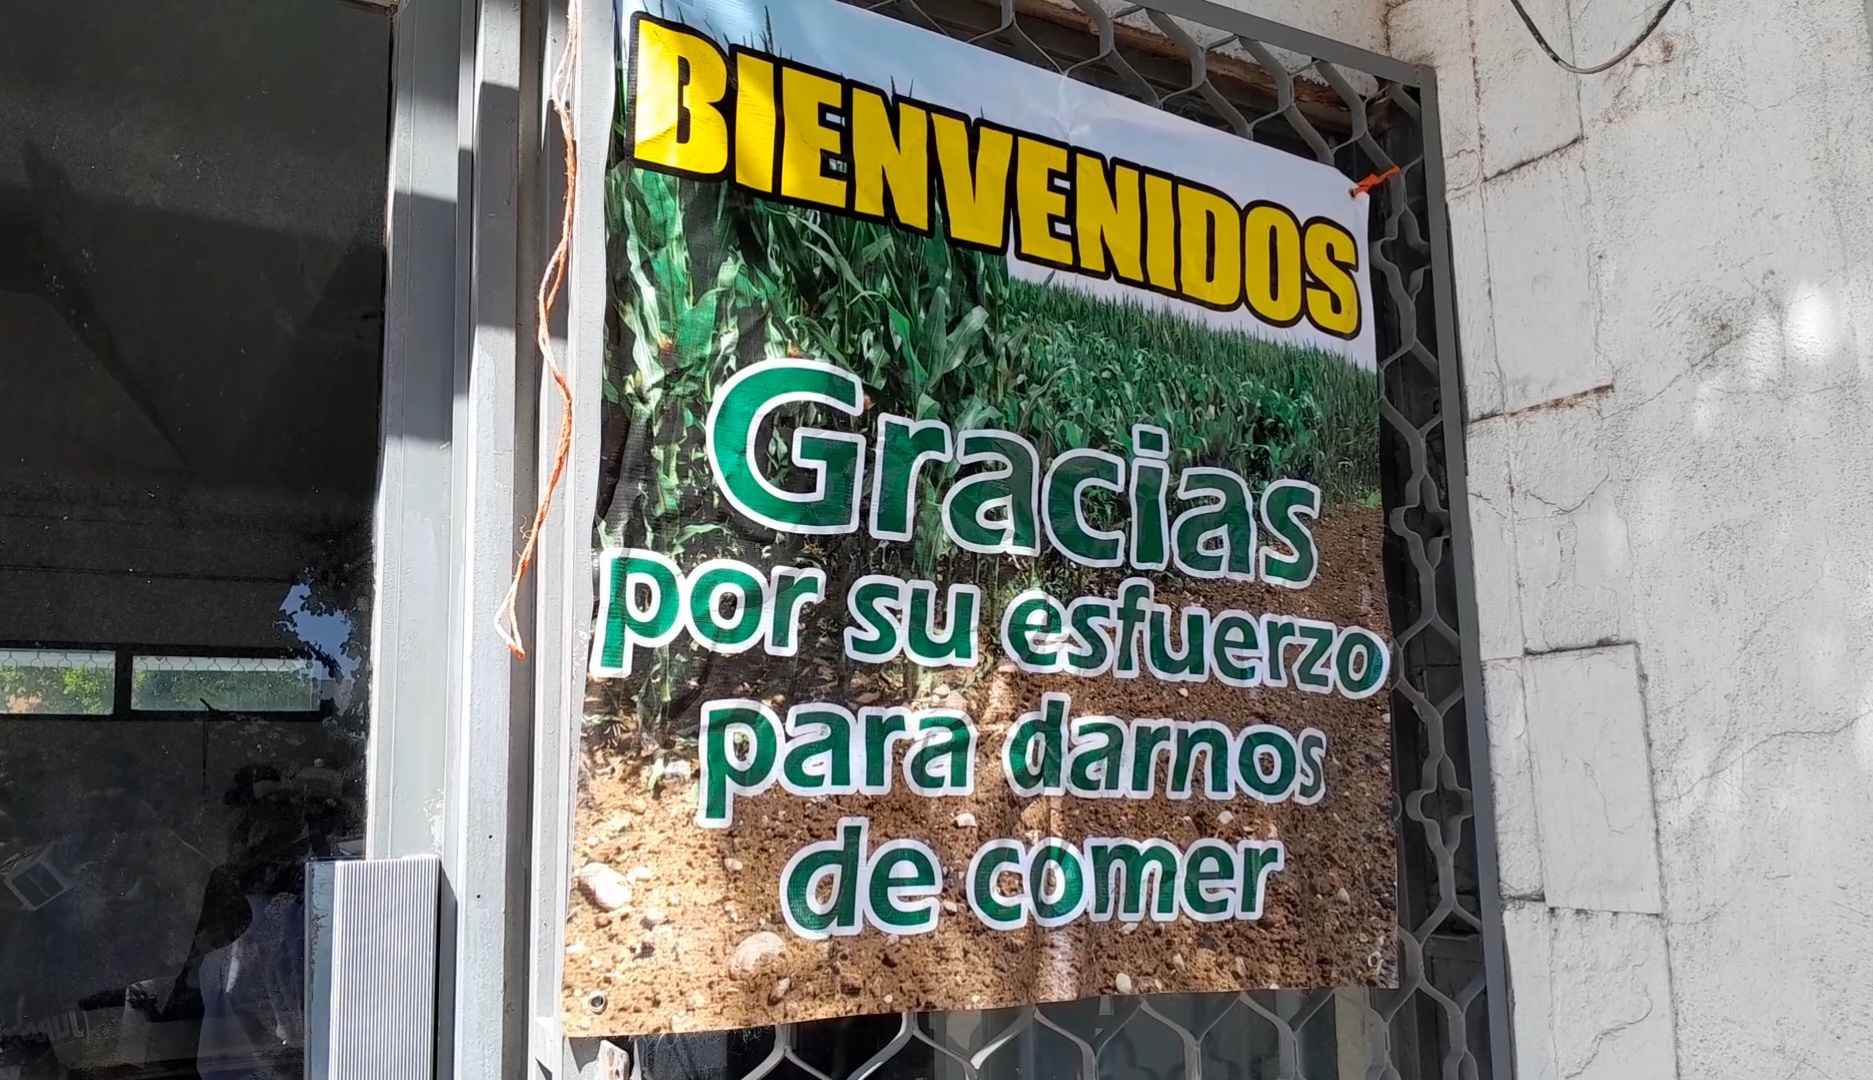 BIENVENIDOS
Gracias
por su esfuerzo
para darnos
de comer